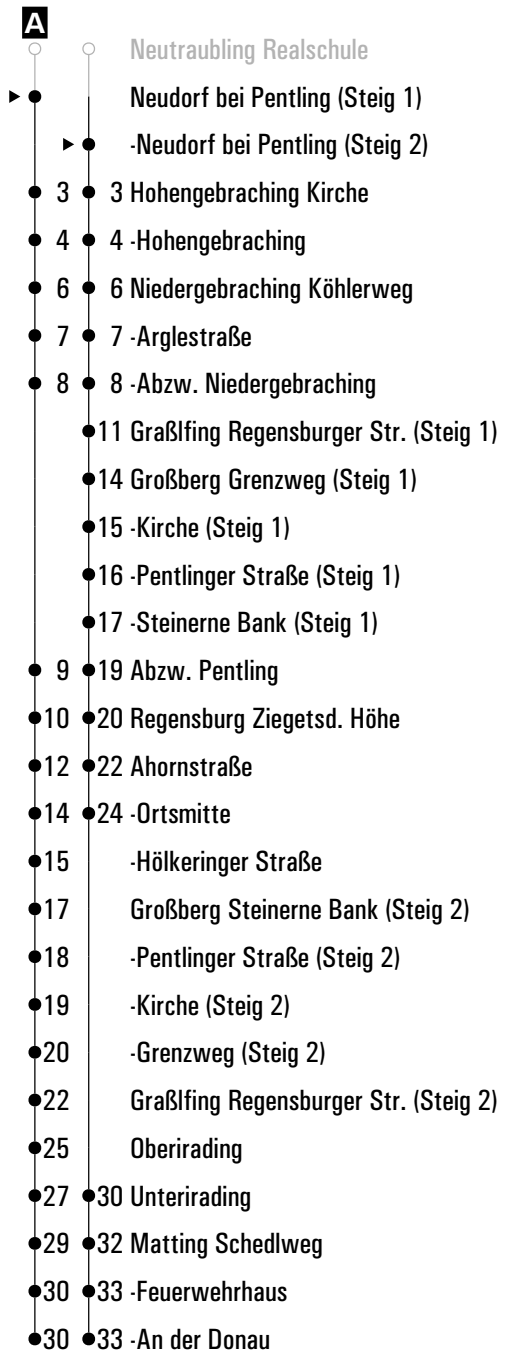 A
Neutraubling Realschule
Neudorf bei Pentling (Steig 1)
-Neudorf bei Pentling (Steig 2)
3 3 Hohengebraching Kirche
4 4 -Hohengebraching
6 6 Niedergebraching Köhlerweg
7 7 -Arglestraße
8 8 -Abzw. Niedergebraching
11 Graßlfing Regensburger Str. (Steig 1)
14 Großberg Grenzweg (Steig 1)
15 -Kirche (Steig 1)
16 -Pentlinger Straße (Steig 1)
17 -Steinerne Bank (Steig 1)
9 19 Abzw. Pentling
10 20 Regensburg Ziegetsd. Höhe
12 22 Ahornstraße
14 24 -Ortsmitte
15 -Hölkeringer Straße
17 Großberg Steinerne Bank (Steig 2)
18 -Pentlinger Straße (Steig 2)
19 -Kirche (Steig 2)
20 -Grenzweg (Steig 2)
22 Graßlfing Regensburger Str. (Steig 2)
25 Oberirading
27 30 Unterirading
29 32 Matting Schedlweg
30 33 -Feuerwehrhaus
30 33 -An der Donau